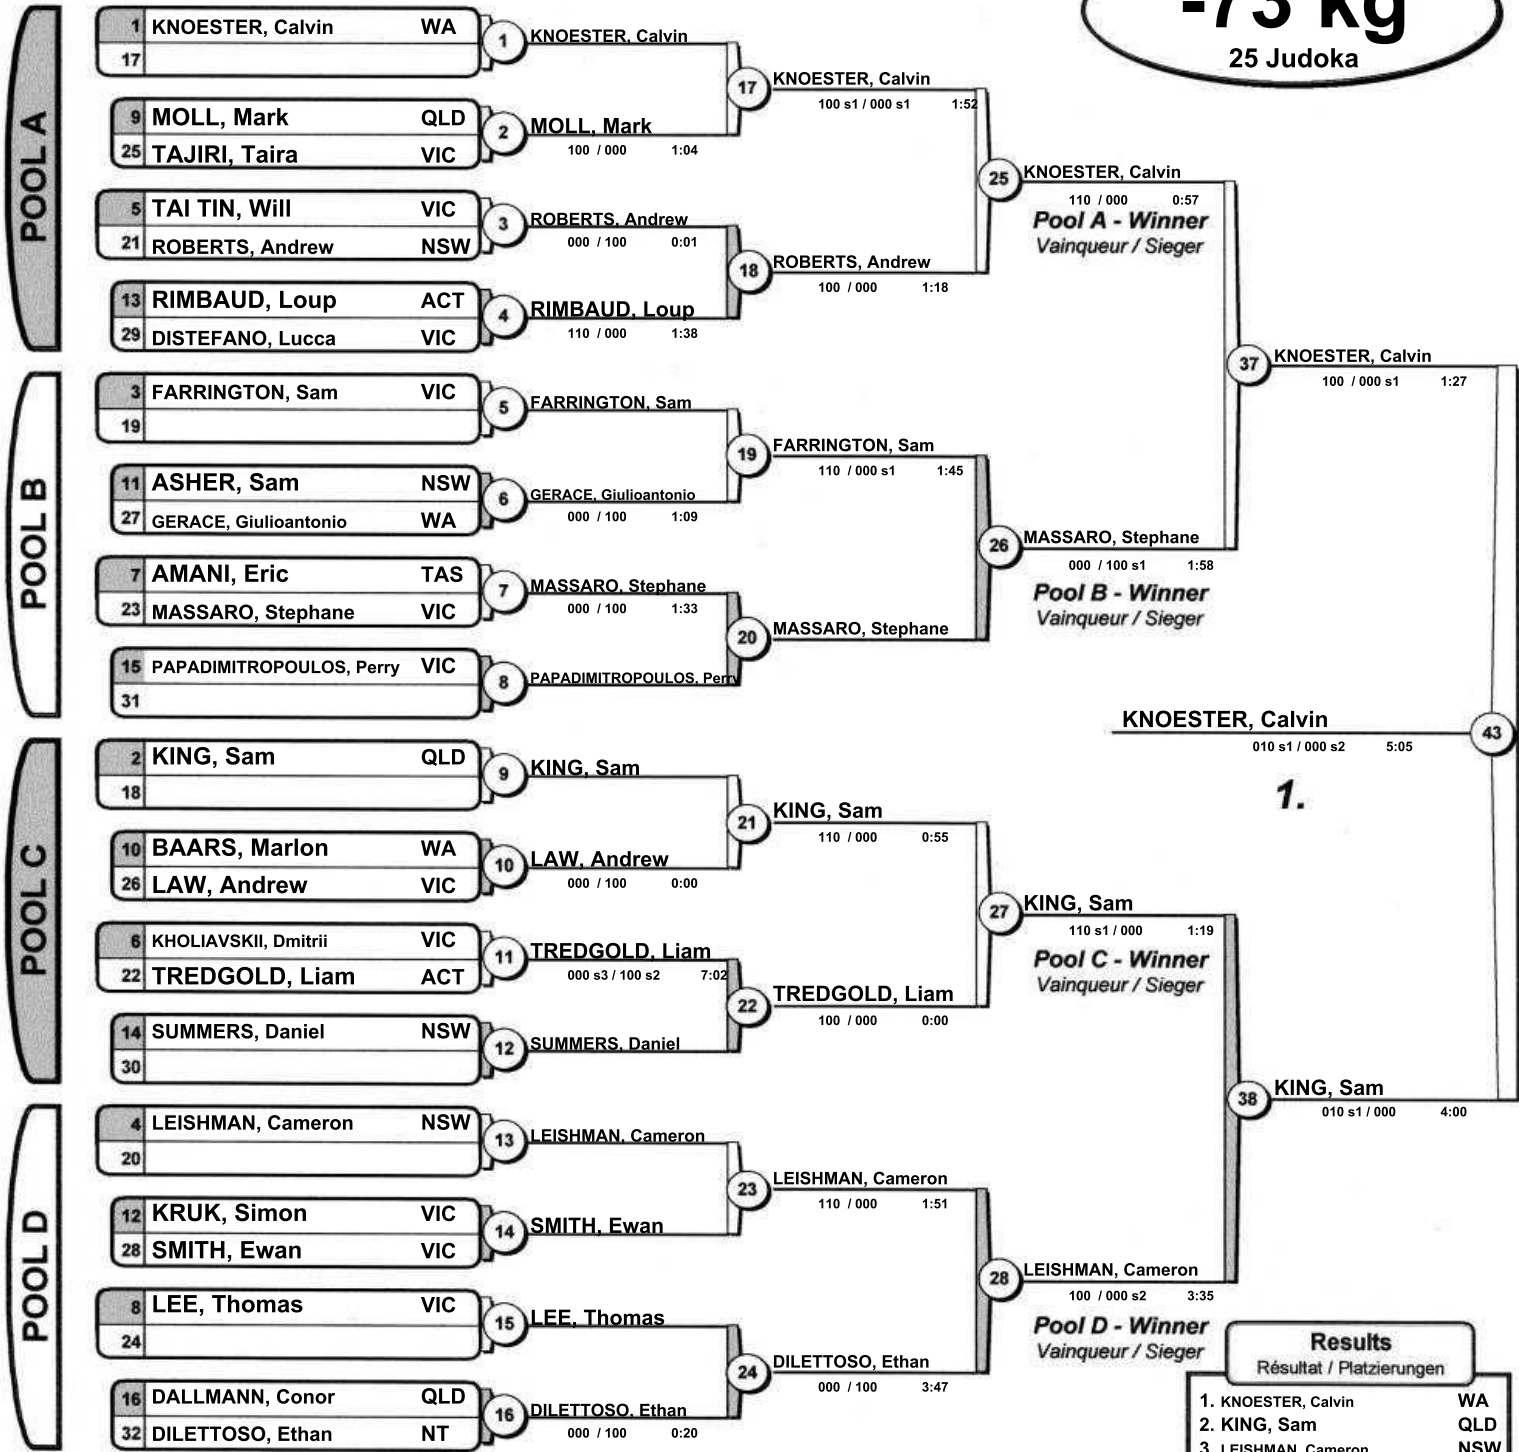 -73 kg
25 Judoka
POOL A
1 KNOESTER, Calvin WA
17
1 KNOESTER, Calvin
9 MOLL, Mark QLD
25 TAJIRI, Taira VIC
2 MOLL, Mark
100 / 000 1:04
5 TAI TIN, Will VIC
21 ROBERTS, Andrew NSW
3 ROBERTS, Andrew
000 / 100 0:01
13 RIMBAUD, Loup ACT
29 DISTEFANO, Lucca VIC
4 RIMBAUD, Loup
110 / 000 1:38
17 KNOESTER, Calvin
100 s1 / 000 s1 1:52
18 ROBERTS, Andrew
100 / 000 1:18
25 KNOESTER, Calvin
110 / 000 0:57
Pool A - Winner
Vainqueur / Sieger
POOL B
3 FARRINGTON, Sam VIC
19
5 FARRINGTON, Sam
11 ASHER, Sam NSW
27 GERACE, Giulioantonio WA
6 GERACE, Giulioantonio
000 / 100 1:09
7 AMANI, Eric TAS
23 MASSARO, Stephane VIC
7 MASSARO, Stephane
000 / 100 1:33
15 PAPADIMITROPOULOS, Perry VIC
31
8 PAPADIMITROPOULOS, Perry
19 FARRINGTON, Sam
110 / 000 s1 1:45
20 MASSARO, Stephane
26 MASSARO, Stephane
000 / 100 s1 1:58
Pool B - Winner
Vainqueur / Sieger
37 KNOESTER, Calvin
100 / 000 s1 1:27
KNOESTER, Calvin 43
010 s1 / 000 s2 5:05
1.
POOL C
2 KING, Sam QLD
18
9 KING, Sam
10 BAARS, Marlon WA
26 LAW, Andrew VIC
10 LAW, Andrew
000 / 100 0:00
6 KHOLIAVSKII, Dmitrii VIC
22 TREDGOLD, Liam ACT
11 TREDGOLD, Liam
000 s3 / 100 s2 7:02
14 SUMMERS, Daniel NSW
30
12 SUMMERS, Daniel
21 KING, Sam
110 / 000 0:55
22 TREDGOLD, Liam
100 / 000 0:00
27 KING, Sam
110 s1 / 000 1:19
Pool C - Winner
Vainqueur / Sieger
POOL D
4 LEISHMAN, Cameron NSW
20
13 LEISHMAN, Cameron
12 KRUK, Simon VIC
28 SMITH, Ewan VIC
14 SMITH, Ewan
8 LEE, Thomas VIC
24
15 LEE, Thomas
16 DALLMANN, Conor QLD
32 DILETTOSO, Ethan NT
16 DILETTOSO, Ethan
000 / 100 0:20
23 LEISHMAN, Cameron
110 / 000 1:51
24 DILETTOSO, Ethan
000 / 100 3:47
28 LEISHMAN, Cameron
100 / 000 s2 3:35
Pool D - Winner
Vainqueur / Sieger
38 KING, Sam
010 s1 / 000 4:00
Results
Résultat / Platzierungen
1. KNOESTER, Calvin WA
2. KING, Sam QLD
3. LEISHMAN, Cameron NSW